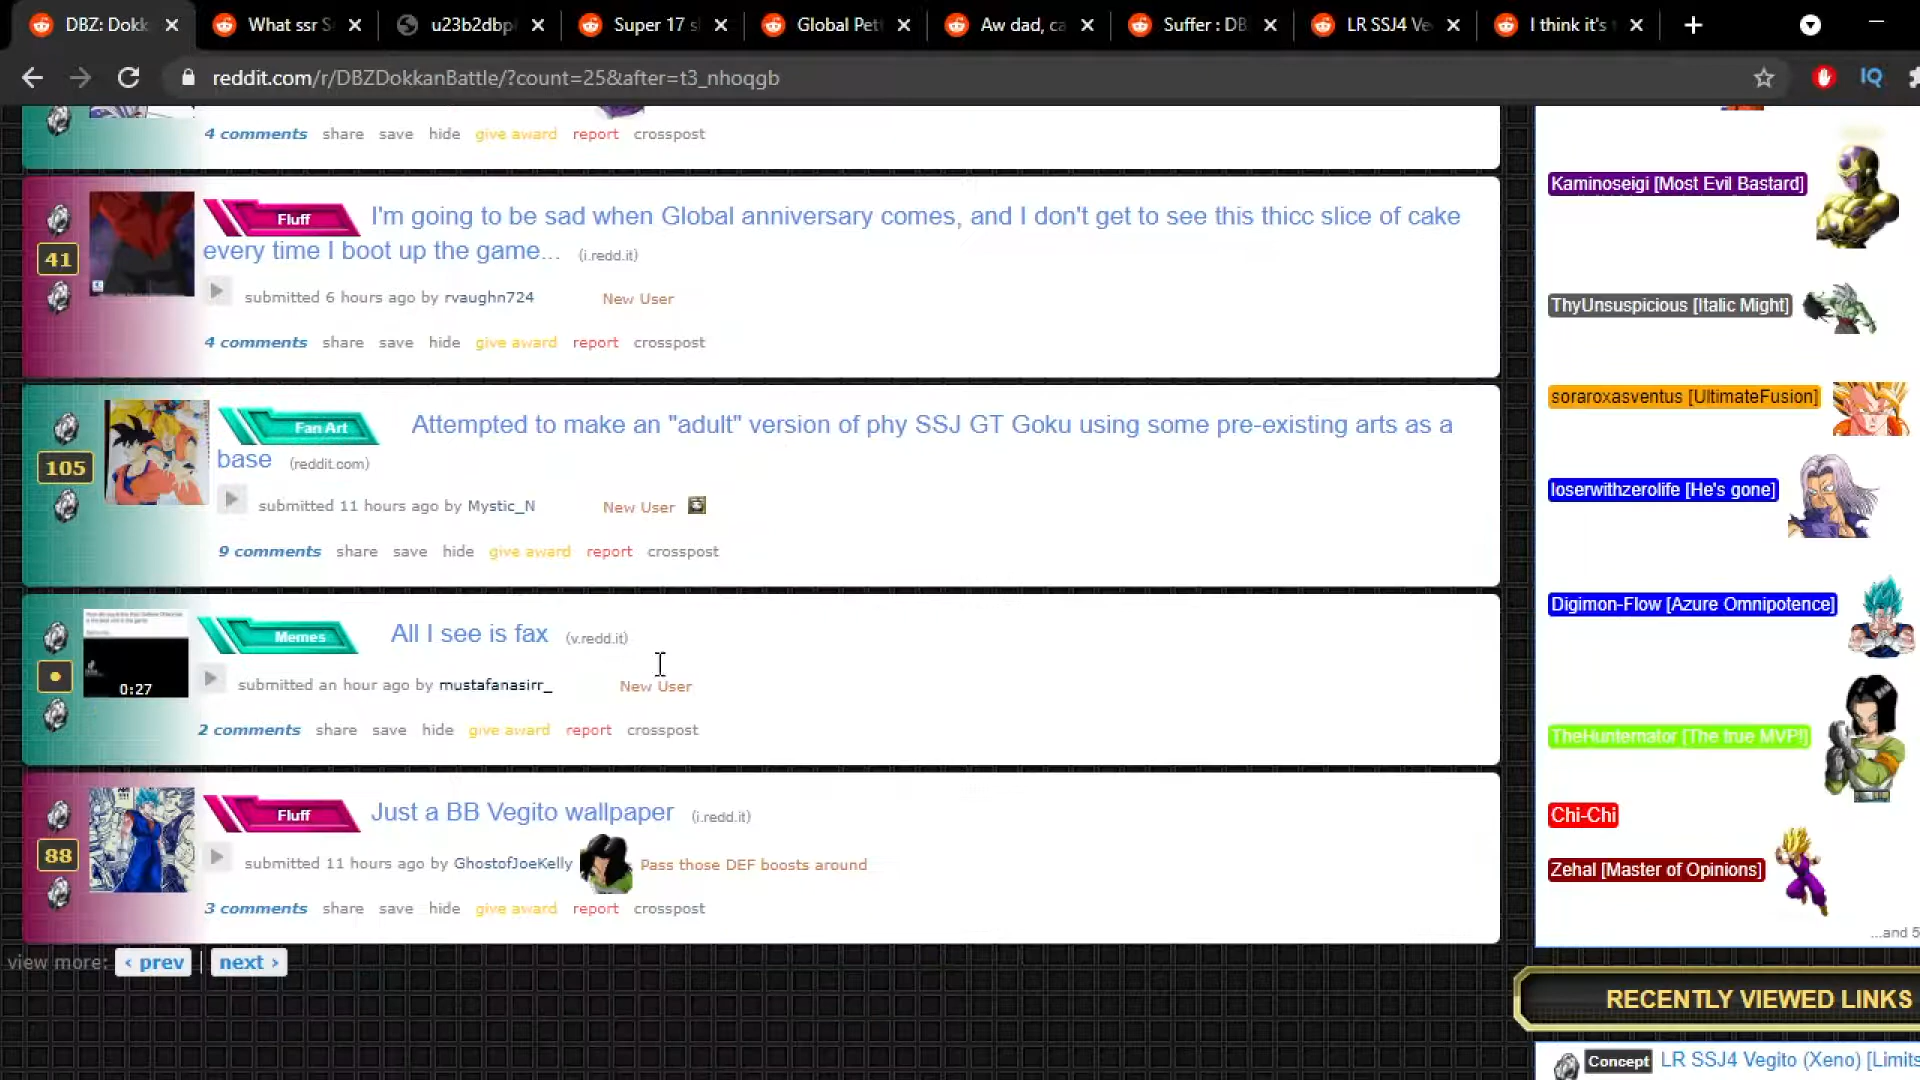 DBZ: Dokk
What ssr S
u23b2dbp
Super 17 s
Global Pett
Aw dad, ca
Suffer : DB
LR SSJ4 Ve
I think it's
reddit.com/r/DBZDokkanBattle/?count=25&after=t3_nhoqgb
IQ
4 comments share save hide give award report crosspost
41
Fluff I'm going to be sad when Global anniversary comes, and I don't get to see this thicc slice of cake
every time I boot up the game... (i.redd.it)
submitted 6 hours ago by rvaughn724 New User
4 comments share save hide give award report crosspost
105
Fan Art Attempted to make an "adult" version of phy SSJ GT Goku using some pre-existing arts as a
base (reddit.com)
submitted 11 hours ago by Mystic_N New User
9 comments share save hide give award report crosspost
•
0:27
Memes All I see is fax (v.redd.it)
submitted an hour ago by mustafanasirr_ New User
2 comments share save hide give award report crosspost
88
Fluff Just a BB Vegito wallpaper (i.redd.it)
submitted 11 hours ago by GhostofJoeKelly Pass those DEF boosts around
3 comments share save hide give award report crosspost
view more: ‹ prev | next ›
Kaminoseigi [Most Evil Bastard]
ThyUnsuspicious [Italic Might]
soraroxasventus [UltimateFusion]
loserwithzerolife [He's gone]
Digimon-Flow [Azure Omnipotence]
TheHunternator [The true MVP!]
Chi-Chi
Zehal [Master of Opinions]
...and 5
RECENTLY VIEWED LINKS
Concept LR SSJ4 Vegito (Xeno) [Limits